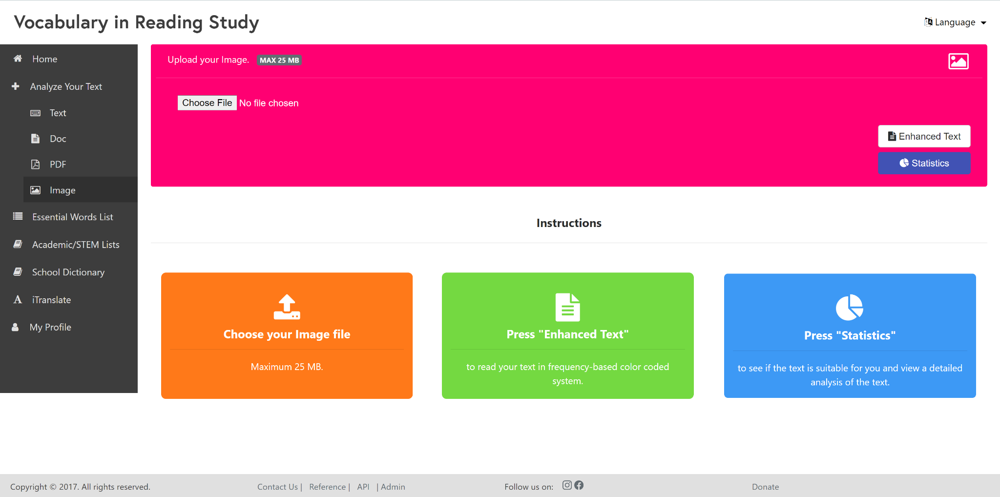 Vocabulary in Reading Study
Language
Home
Analyze Your Text
Text
Doc
PDF
Image
Essential Words List
Academic/STEM Lists
School Dictionary
iTranslate
My Profile
Upload your Image. MAX 25 MB
Choose File No file chosen
Enhanced Text
Statistics
Instructions
Choose your Image file
Maximum 25 MB.
Press "Enhanced Text"
to read your text in frequency-based color coded
system.
Press "Statistics"
to see if the text is suitable for you and view a detailed
analysis of the text.
Copyright © 2017. All rights reserved. Contact Us | Reference | API | Admin Follow us on: Donate